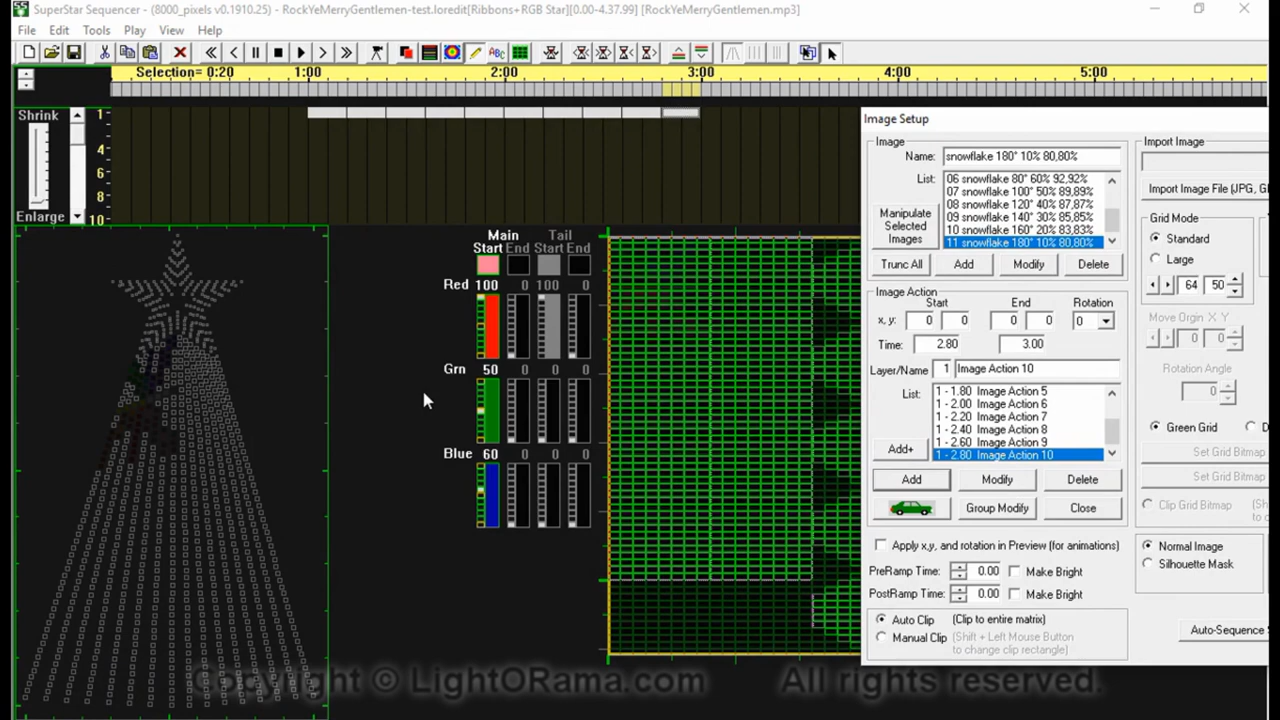 SuperStar Sequencer - (8000_pixels v0.1910.25) - RockYeMerryGentlemen-test.loredit[Ribbons+RGB Star][0.00-4.37.99] [RockYeMerryGentlemen.mp3]
File Edit Tools Play View Help
Selection= 0:20 1:00 2:00 3:00 4:00 5:00
Shrink
Enlarge
1
4
6
8
10
Main Tail
Start End Start End
Red 100 0 100 0
Grn 50 0 0 0
Blue 60 0 0 0
Image Setup
Image
Name: snowflake 180° 10% 80,80%
List:
06 snowflake 80° 60% 92,92%
07 snowflake 100° 50% 89,89%
08 snowflake 120° 40% 87,87%
09 snowflake 140° 30% 85,85%
10 snowflake 160° 20% 83,83%
11 snowflake 180° 10% 80,80%
Manipulate
Selected
Images
Trunc All Add Modify Delete
Image Action
Start End Rotation
x, y: 0 0 0 0 0
Time: 2.80 3.00
Layer/Name 1 Image Action 10
List:
1 - 1.80 Image Action 5
1 - 2.00 Image Action 6
1 - 2.20 Image Action 7
1 - 2.40 Image Action 8
1 - 2.60 Image Action 9
1 - 2.80 Image Action 10
Add+
Add Modify Delete
Group Modify Close
Apply x,y, and rotation in Preview (for animations)
PreRamp Time: 0.00 Make Bright
PostRamp Time: 0.00 Make Bright
Auto Clip (Clip to entire matrix)
Manual Clip (Shift + Left Mouse Button
to change clip rectangle)
Import Image
Import Image File (JPG, G
Grid Mode
Standard
Large
64 50
Move Orgin X Y
0 0
Rotation Angle
0
Green Grid D
Set Grid Bitmap
Set Grid Bitmap
Clip Grid Bitmap (Sh
to c
Normal Image
Silhouette Mask
Auto-Sequence S
Copyright © LightORama.com All rights reserved.